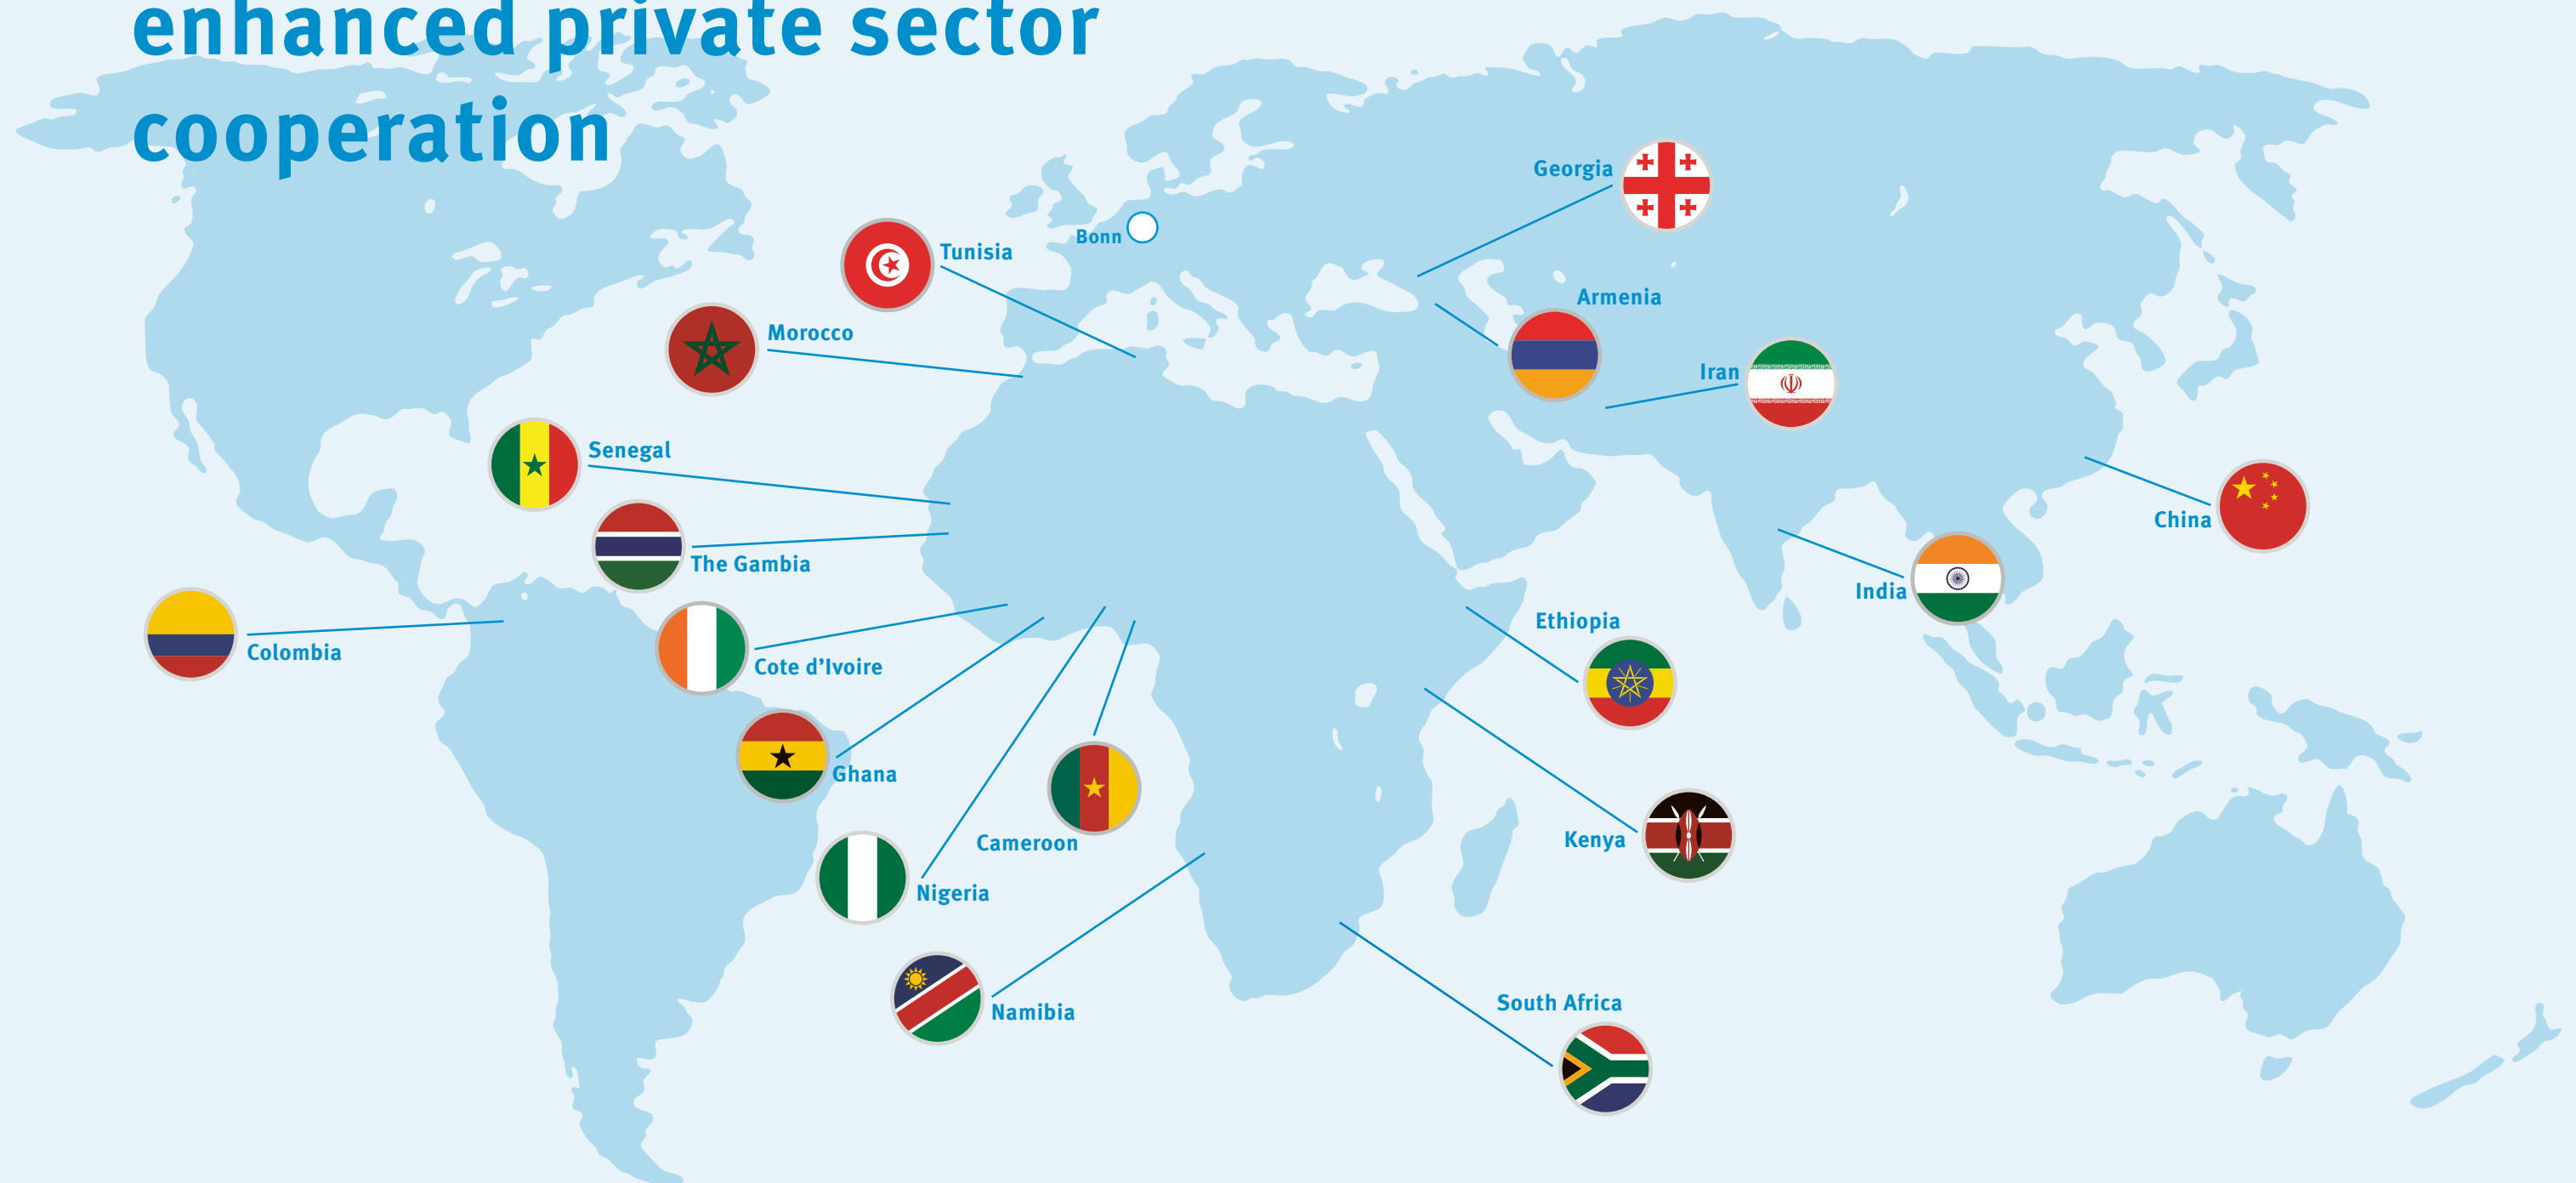 enhanced private sector
cooperation
Georgia
Bonn
Tunisia
Armenia
Morocco
Iran
Senegal
China
The Gambia
India
Ethiopia
Colombia
Cote d’Ivoire
Ghana
Kenya
Cameroon
Nigeria
South Africa
Namibia